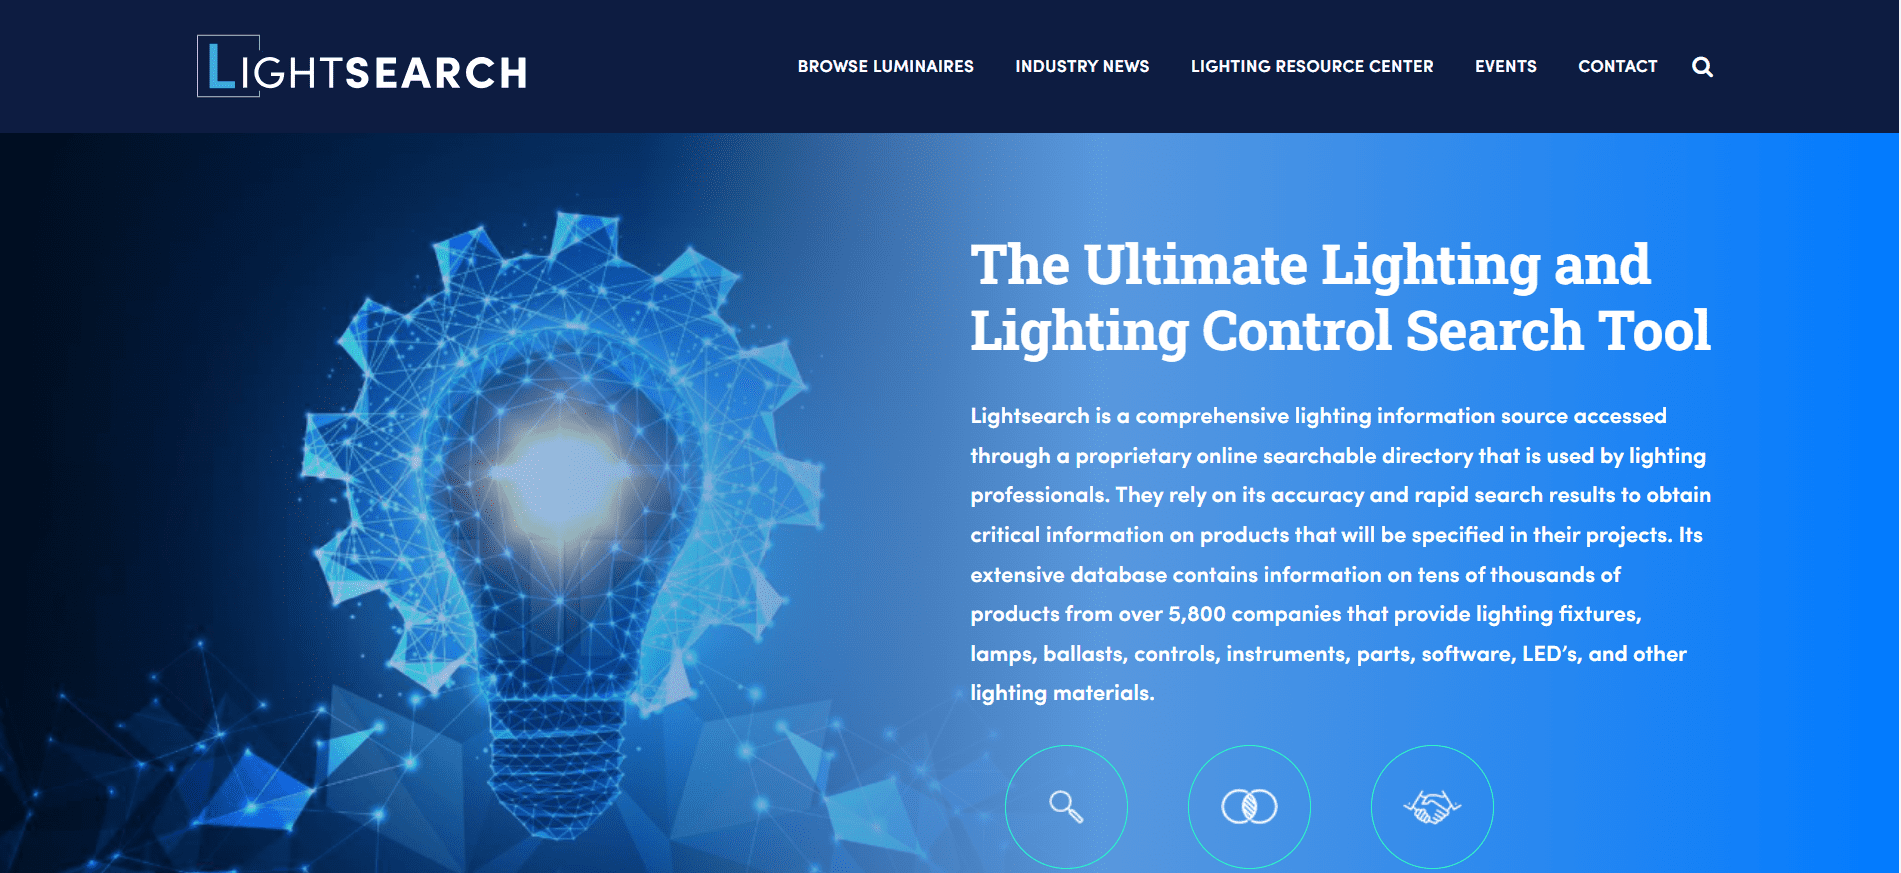 LIGHTSEARCH
BROWSE LUMINAIRES
INDUSTRY NEWS
LIGHTING RESOURCE CENTER
EVENTS
CONTACT
The Ultimate Lighting and
Lighting Control Search Tool
Lightsearch is a comprehensive lighting information source accessed
through a proprietary online searchable directory that is used by lighting
professionals. They rely on its accuracy and rapid search results to obtain
critical information on products that will be specified in their projects. Its
extensive database contains information on tens of thousands of
products from over 5,800 companies that provide lighting fixtures,
lamps, ballasts, controls, instruments, parts, software, LED’s, and other
lighting materials.